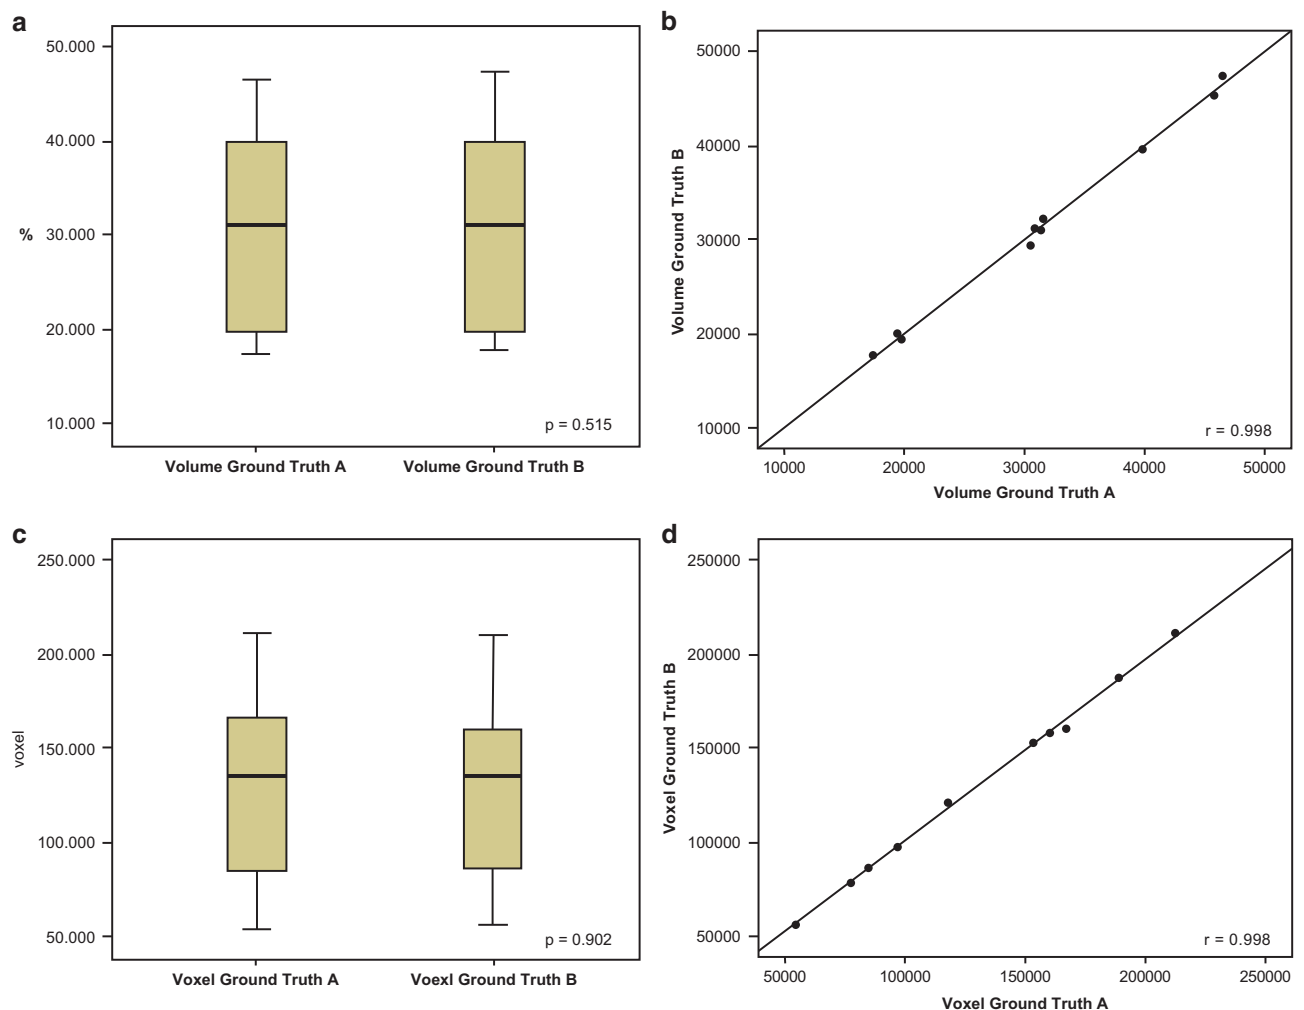 a
50.000
40.000
%
30.000
20.000
10.000
p = 0.515
Volume Ground Truth A
Volume Ground Truth B
b
50000
40000
30000
20000
10000
Volume Ground Truth B
r = 0.998
10000 20000 30000 40000 50000
Volume Ground Truth A
c
250.000
200.000
150.000
voxel
100.000
50.000
p = 0.902
Voxel Ground Truth A
Voexl Ground Truth B
d
250000
200000
150000
100000
50000
Voxel Ground Truth B
r = 0.998
50000 100000 150000 200000 250000
Voxel Ground Truth A